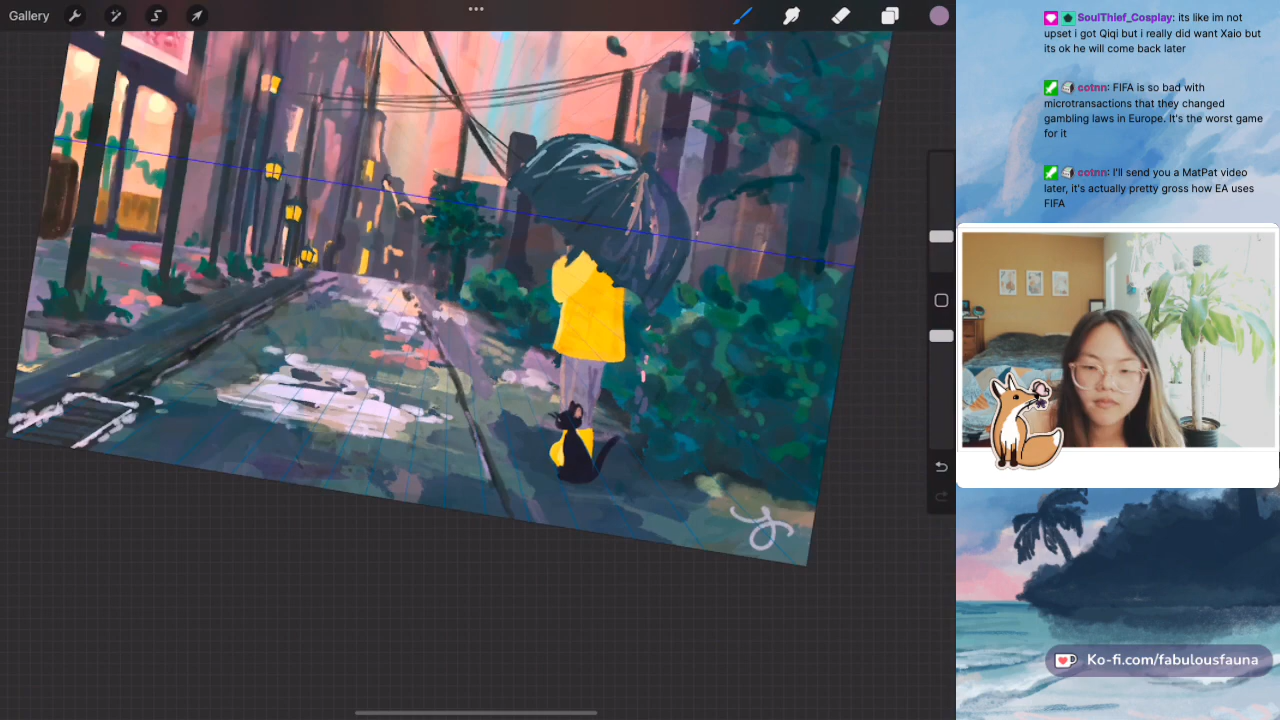 Gallery
SoulThief_Cosplay: its like im not
upset i got Qiqi but i really did want Xaio but
its ok he will come back later
cotnn: FIFA is so bad with
microtransactions that they changed
gambling laws in Europe. It's the worst game
for it
cotnn: I'll send you a MatPat video
later, it's actually pretty gross how EA uses
FIFA
Ko-fi.com/fabulousfauna